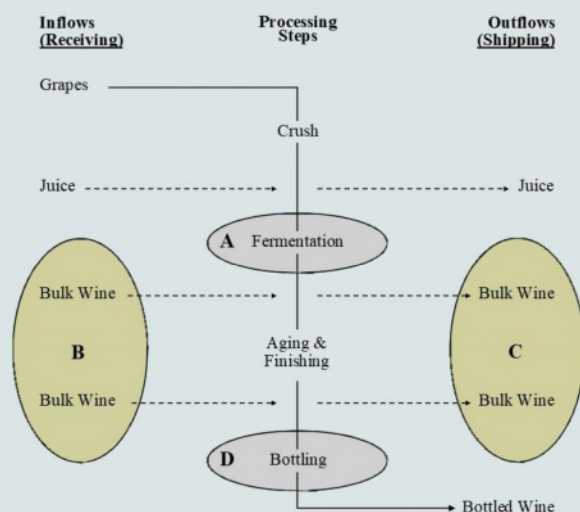 Inflows
(Receiving)
Processing
Steps
Outflows
(Shipping)
Grapes
Crush
Juice
Juice
A Fermentation
Bulk Wine
Bulk Wine
B
Aging &
Finishing
C
Bulk Wine
Bulk Wine
D Bottling
Bottled Wine